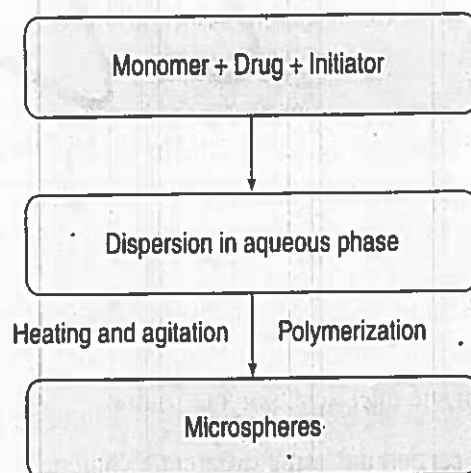 Monomer + Drug + Initiator
Dispersion in aqueous phase
Heating and agitation Polymerization
Microspheres